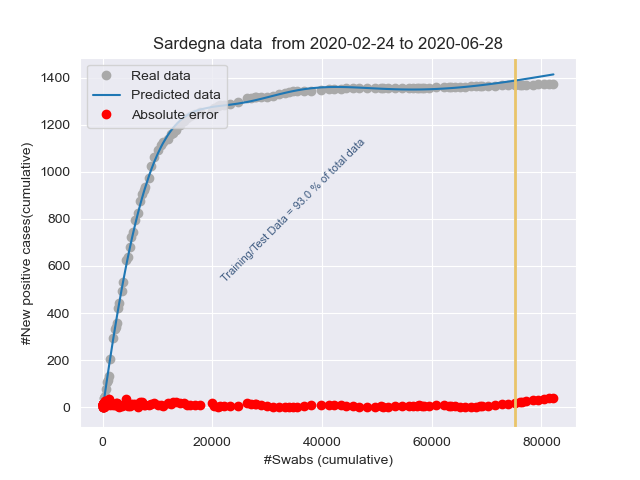 Sardegna data  from 2020-02-24 to 2020-06-28
Real data
Predicted data
Absolute error
1400
1200
1000
800
600
400
200
0
#New positive cases(cumulative)
Training/Test Data = 93.0 % of total data
0
20000
40000
60000
80000
#Swabs (cumulative)